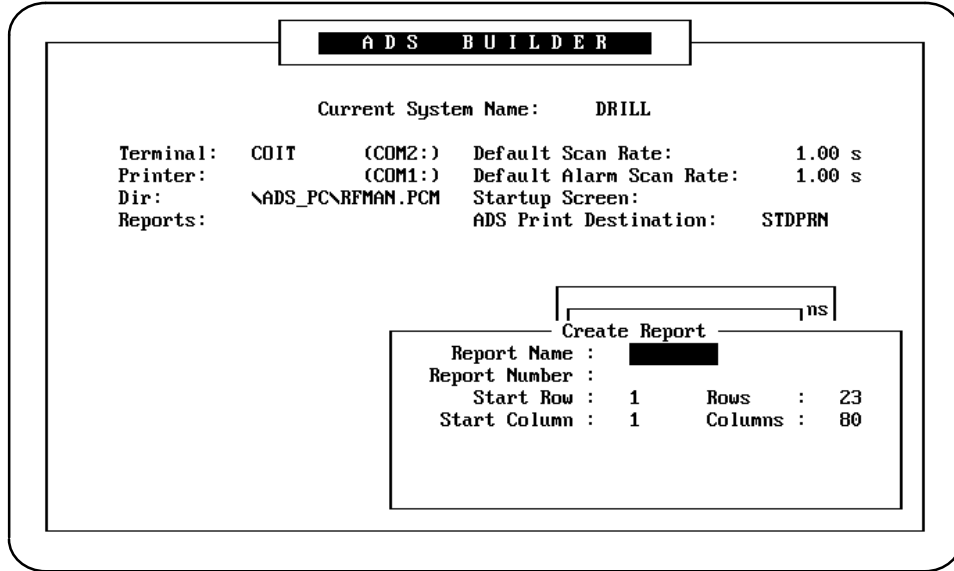 ADS BUILDER
Current System Name: DRILL
Terminal: COIT (COM2:) Default Scan Rate: 1.00 s
Printer: (COM1:) Default Alarm Scan Rate: 1.00 s
Dir: \ADS_PC\RFMAN.PCM Startup Screen:
Reports: ADS Print Destination: STDPRN
ns
Create Report
Report Name :
Report Number :
Start Row : 1 Rows : 23
Start Column : 1 Columns : 80